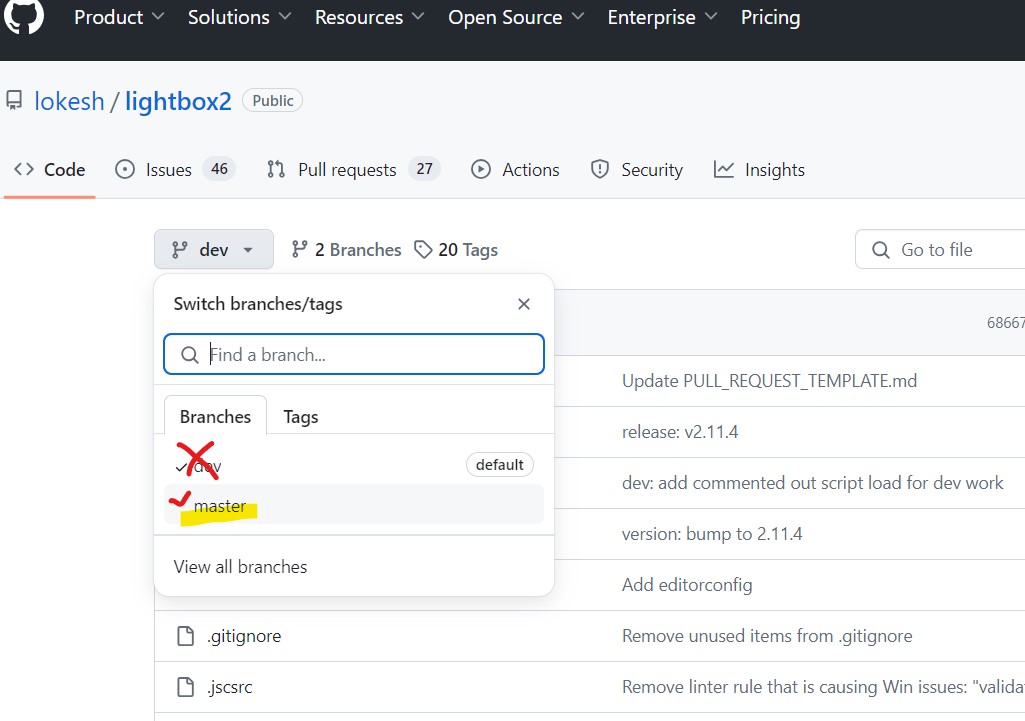 Product Solutions Resources Open Source Enterprise Pricing
lokesh / lightbox2 Public
Code Issues 46 Pull requests 27 Actions Security Insights
dev 2 Branches 20 Tags Go to file
Switch branches/tags
68667
Find a branch...
Update PULL_REQUEST_TEMPLATE.md
Branches Tags
release: v2.11.4
dev default
dev: add commented out script load for dev work
master
version: bump to 2.11.4
View all branches
Add editorconfig
.gitignore Remove unused items from .gitignore
.jscsrc Remove linter rule that is causing Win issues: "valida